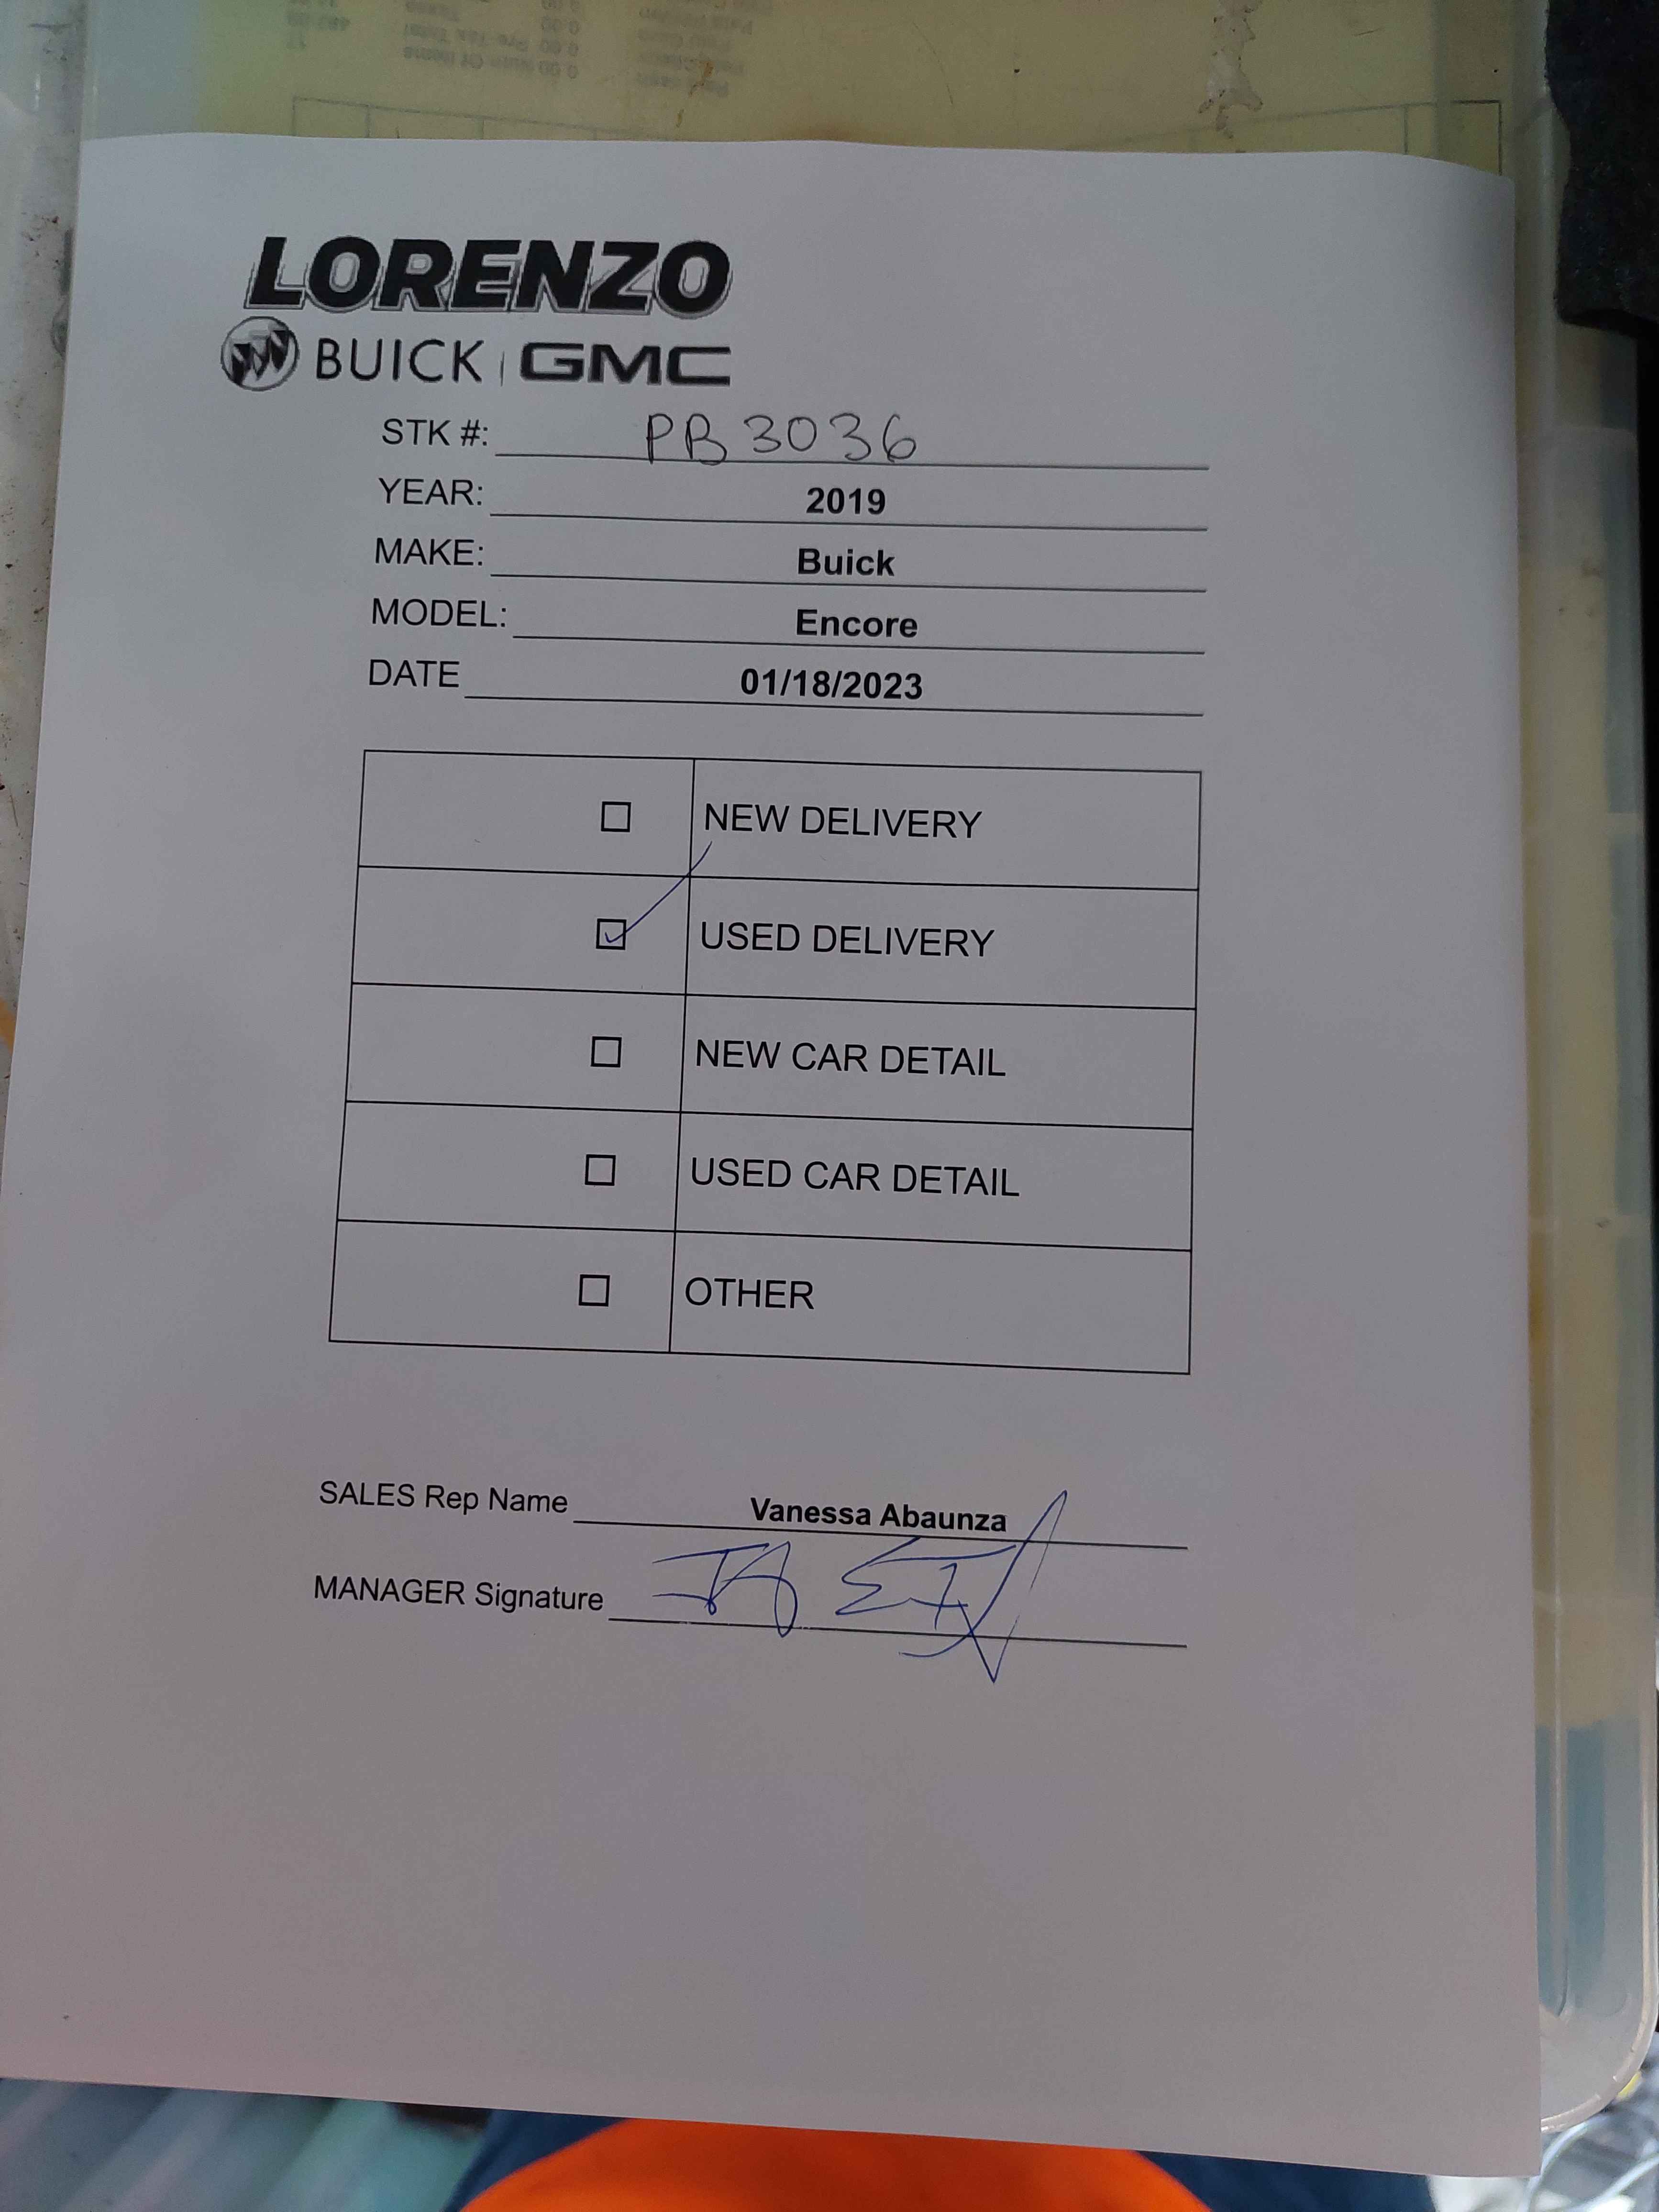 LORENZO
BUICK | GMC
STK #: PB3036
YEAR: 2019
MAKE: Buick
MODEL: Encore
DATE 01/18/2023
☐ NEW DELIVERY
☑ USED DELIVERY
☐ NEW CAR DETAIL
☐ USED CAR DETAIL
☐ OTHER
SALES Rep Name Vanessa Abaunza
MANAGER Signature